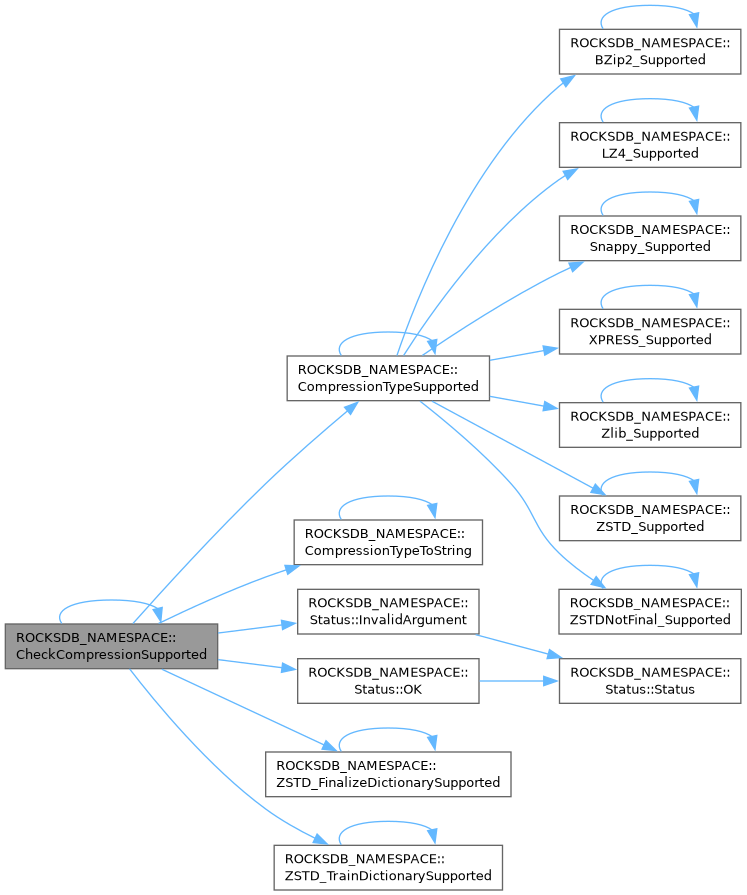 ROCKSDB_NAMESPACE::
BZip2_Supported
ROCKSDB_NAMESPACE::
LZ4_Supported
ROCKSDB_NAMESPACE::
Snappy_Supported
ROCKSDB_NAMESPACE::
XPRESS_Supported
ROCKSDB_NAMESPACE::
CompressionTypeSupported
ROCKSDB_NAMESPACE::
Zlib_Supported
ROCKSDB_NAMESPACE::
ZSTD_Supported
ROCKSDB_NAMESPACE::
CompressionTypeToString
ROCKSDB_NAMESPACE::
Status::InvalidArgument
ROCKSDB_NAMESPACE::
ZSTDNotFinal_Supported
ROCKSDB_NAMESPACE::
CheckCompressionSupported
ROCKSDB_NAMESPACE::
Status::OK
ROCKSDB_NAMESPACE::
Status::Status
ROCKSDB_NAMESPACE::
ZSTD_FinalizeDictionarySupported
ROCKSDB_NAMESPACE::
ZSTD_TrainDictionarySupported